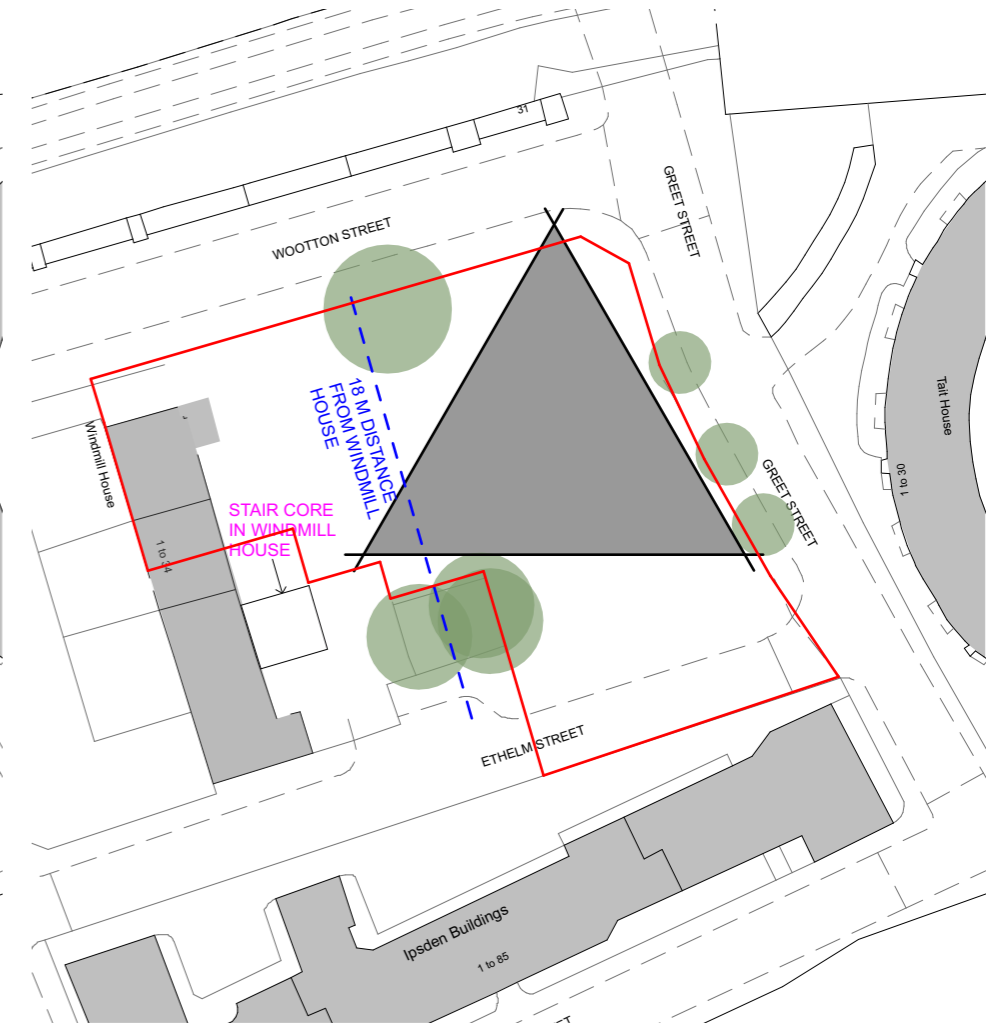 31
WOOTTON STREET
GREET STREET
18 M DISTANCE
FROM WINDMILL
HOUSE
Windmill House
1 to 34
STAIR CORE
IN WINDMILL
HOUSE
GREET STREET
Tait House
1 to 30
ETHELM STREET
Ipsden Buildings
1 to 85